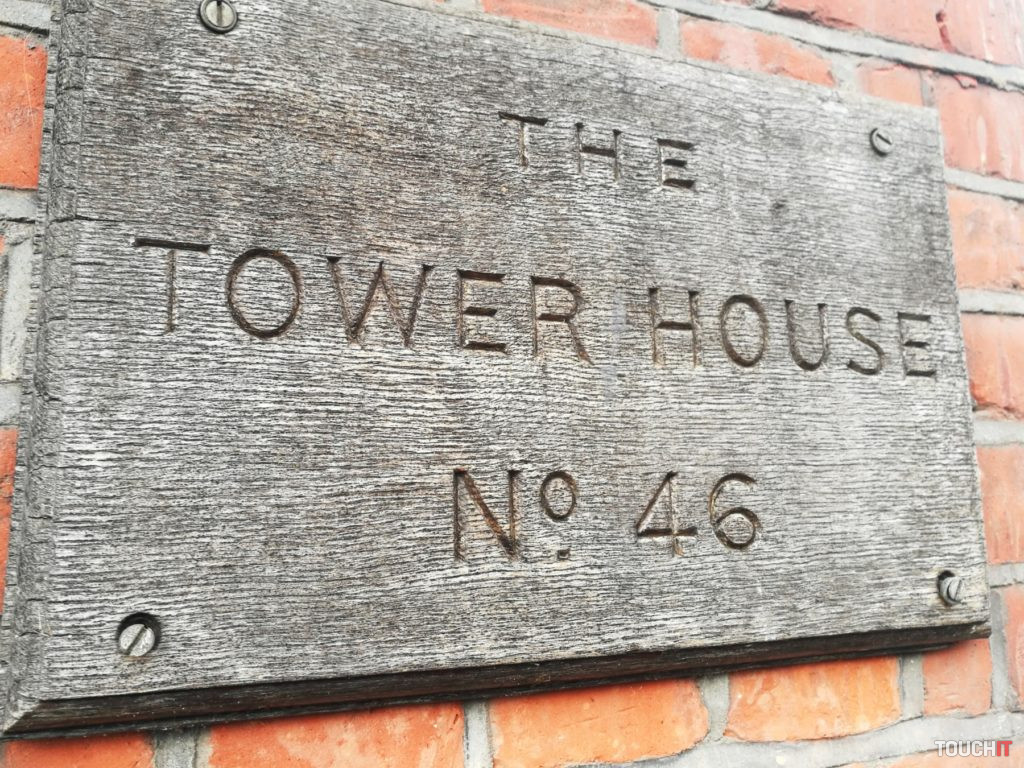 THE
TOWER HOUSE
Nº 46
TOUCHIT